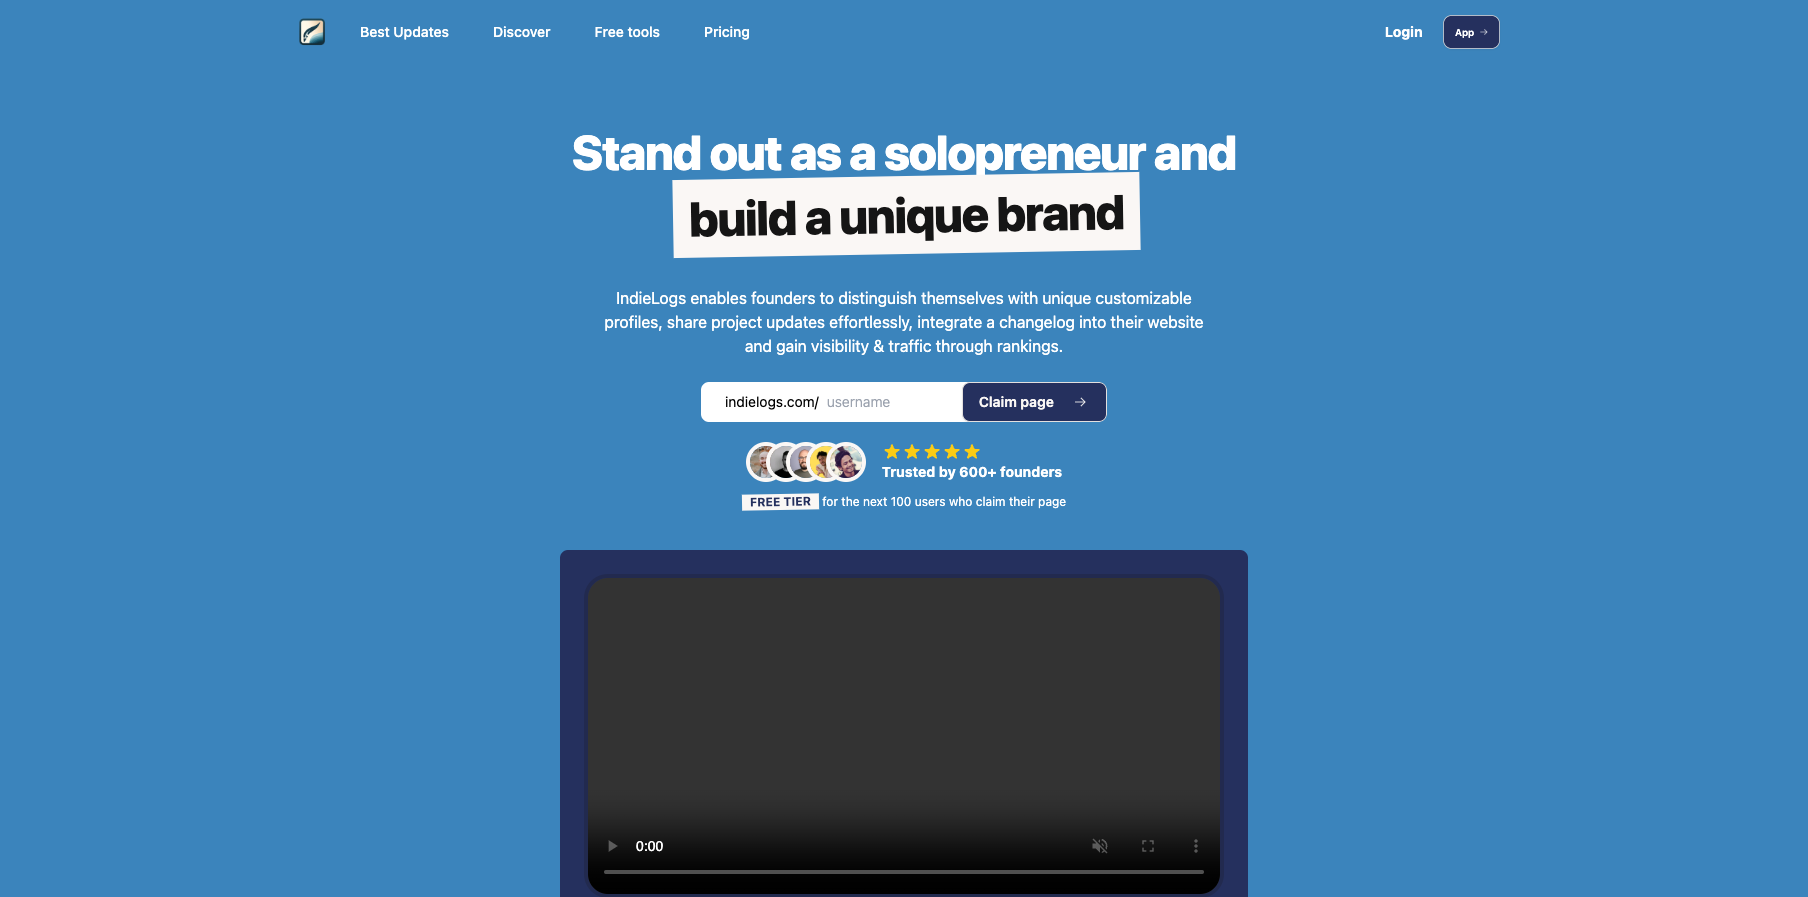 Best Updates
Discover
Free tools
Pricing
Login
App →
Stand out as a solopreneur and
build a unique brand
IndieLogs enables founders to distinguish themselves with unique customizable
profiles, share project updates effortlessly, integrate a changelog into their website
and gain visibility & traffic through rankings.
indielogs.com/ username
Claim page →
Trusted by 600+ founders
FREE TIER for the next 100 users who claim their page
0:00